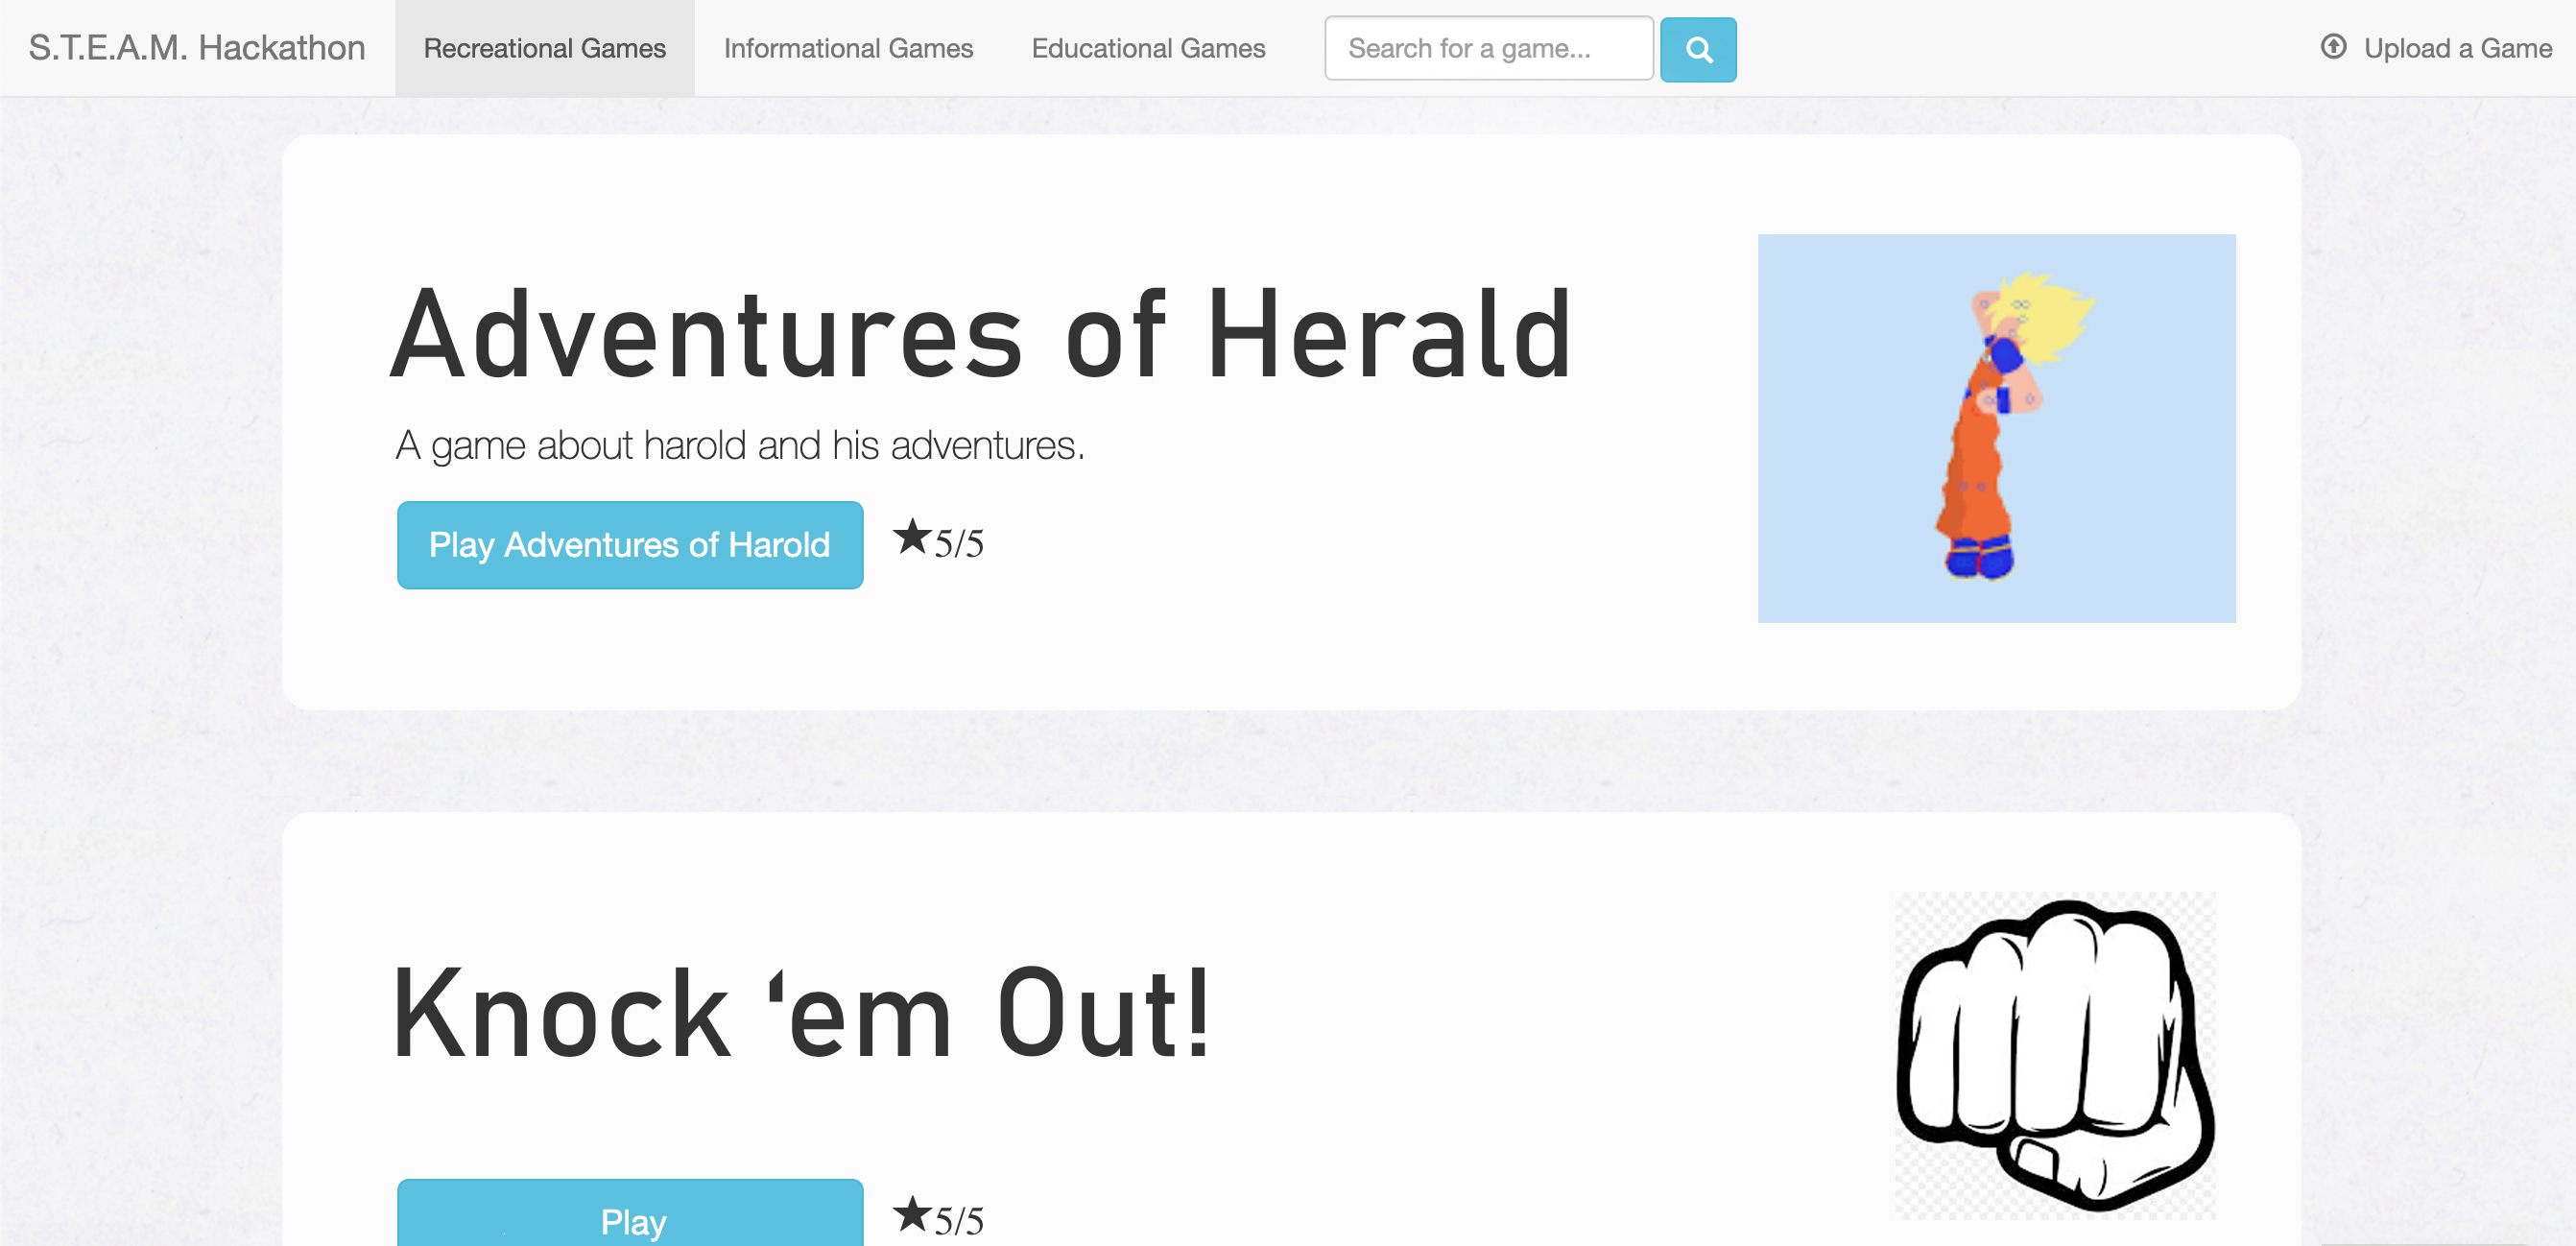 S.T.E.A.M. Hackathon Recreational Games Informational Games Educational Games Search for a game... Upload a Game
Adventures of Herald
A game about harold and his adventures.
Play Adventures of Harold ★5/5
Knock ‘em Out!
Play ★5/5